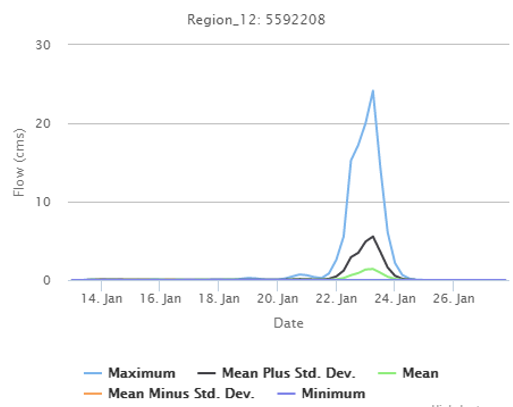 Region_12: 5592208
30
20
10
0
Flow (cms)
14. Jan 16. Jan 18. Jan 20. Jan 22. Jan 24. Jan 26. Jan
Date
Maximum Mean Plus Std. Dev. Mean
Mean Minus Std. Dev. Minimum